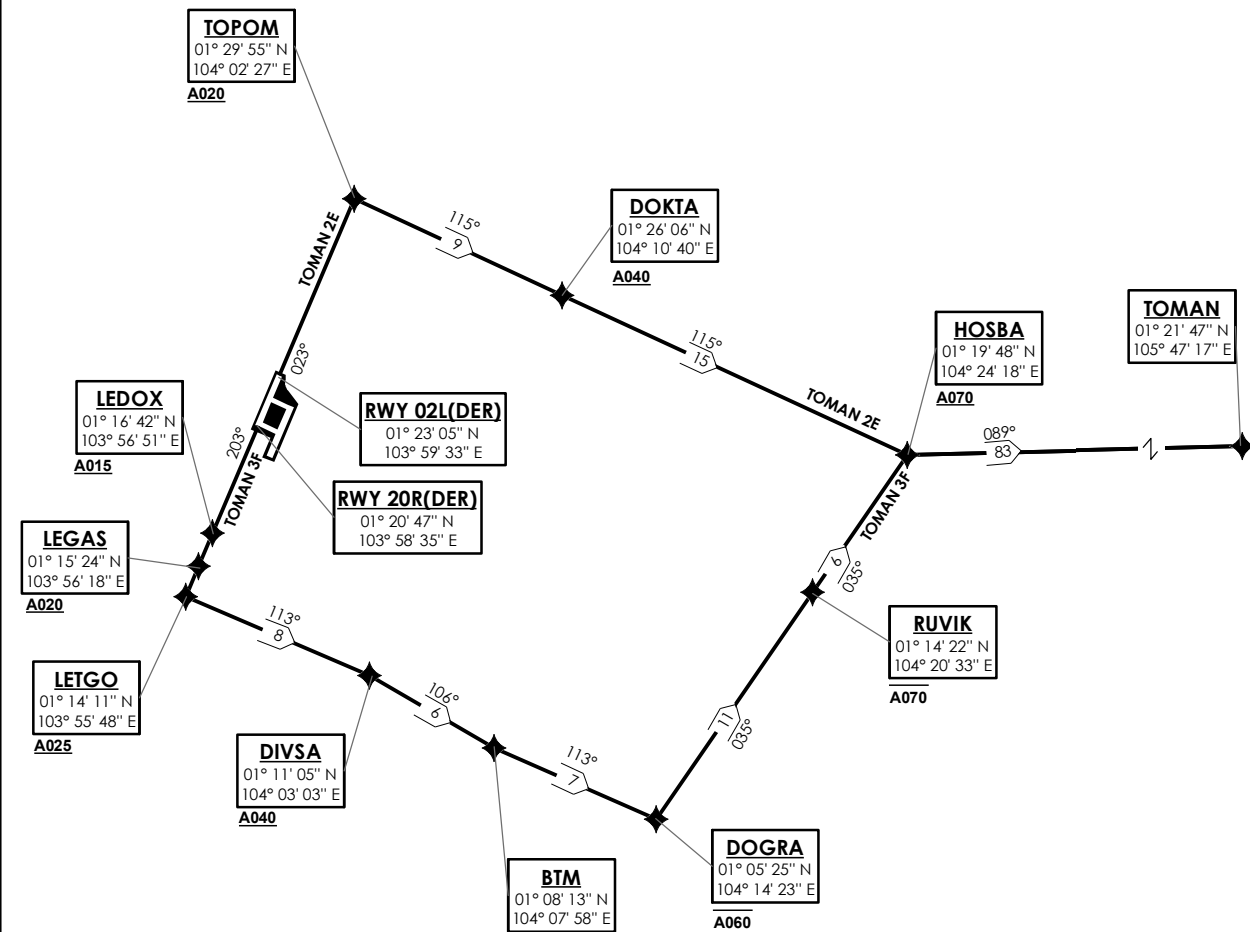 TOPOM
01° 29' 55" N
104° 02' 27" E
A020
TOMAN 2E
115°
9
DOKTA
01° 26' 06" N
104° 10' 40" E
A040
115°
15
TOMAN 2E
HOSBA
01° 19' 48" N
104° 24' 18" E
A070
TOMAN
01° 21' 47" N
105° 47' 17" E
089°
83
023°
LEDOX
01° 16' 42" N
103° 56' 51" E
A015
203°
TOMAN 3F
RWY 02L(DER)
01° 23' 05" N
103° 59' 33" E
RWY 20R(DER)
01° 20' 47" N
103° 58' 35" E
TOMAN 3F
6
035°
LEGAS
01° 15' 24" N
103° 56' 18" E
A020
RUVIK
01° 14' 22" N
104° 20' 33" E
A070
LETGO
01° 14' 11" N
103° 55' 48" E
A025
113°
8
106°
6
113°
7
11
035°
DIVSA
01° 11' 05" N
104° 03' 03" E
A040
BTM
01° 08' 13" N
104° 07' 58" E
DOGRA
01° 05' 25" N
104° 14' 23" E
A060